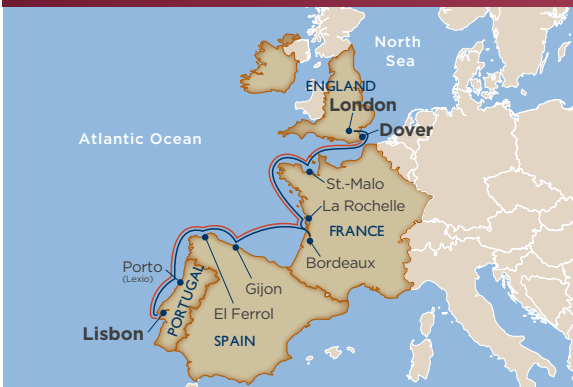 North
Sea
ENGLAND
London
Dover
Atlantic Ocean
St.-Malo
La Rochelle
FRANCE
Bordeaux
Porto
(Lexio)
Gijon
PORTUGAL
El Ferrol
Lisbon
SPAIN